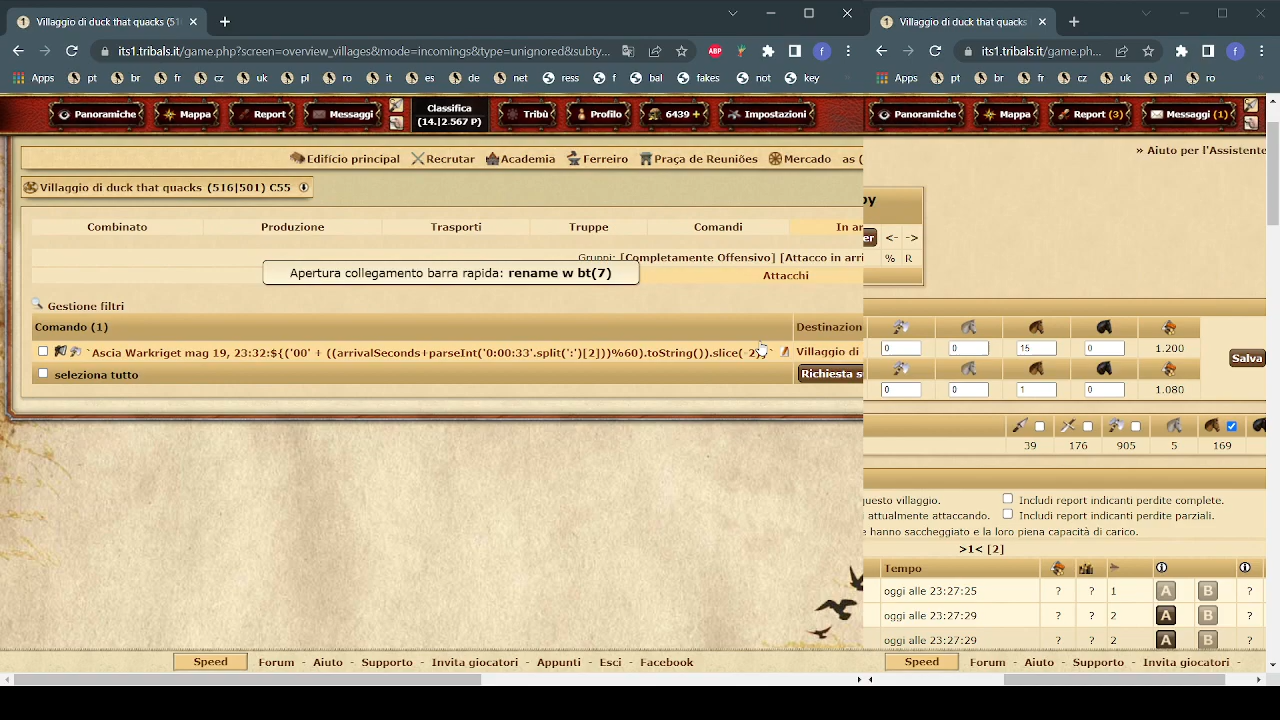 Villaggio di duck that quacks (51
its1.tribals.it/game.php?screen=overview_villages&mode=incomings&type=unignored&subty...
ABP
f
Apps pt br fr cz uk pl ro it nl net ress f bal fakes not key
Panoramiche Mappa Report Messaggi Classifica (14.|2.567 P) Tribù Profilo 6439 + Impostazioni
Edifício principal Recrutar Academia Ferreiro Praça de Reuniões Mercado as (
Villaggio di duck that quacks (516|501) C55
Combinato Produzione Trasporti Truppe Comandi In ar
Gruppi: [Completamente Offensivo] [Attacco in arri
Apertura collegamento barra rapida: rename w bt(7)
Attacchi
Gestione filtri
Comando (1) Destinazion
`Ascia Warkriget mag 19, 23:32:${('00' + ((arrivalSeconds+parseInt('0:00:33'.split(':')[2]))%60).toString()).slice(-2)}` Villaggio di
seleziona tutto Richiesta s
Speed Forum - Aiuto - Supporto - Invita giocatori - Appunti - Esci - Facebook
Villaggio di duck that quacks
its1.tribals.it/game.ph...
f
Apps pt br fr cz uk pl ro
Panoramiche Mappa Report (3) Messaggi (1)
» Aiuto per l'Assistente
oy
er <- ->
% R
0 0 15 0 1.200
Salva
0 0 1 0 1.080
39 176 905 5 169
questo villaggio. Includi report indicanti perdite complete.
attualmente attaccando. Includi report indicanti perdite parziali.
e hanno saccheggiato e la loro piena capacità di carico.
>1< [2]
Tempo
oggi alle 23:27:25 ? ? 1 A B ?
oggi alle 23:27:29 ? ? 2 A B ?
oggi alle 23:27:29 ? ? 2 A B ?
Speed Forum - Aiuto - Supporto - Invita giocatori -